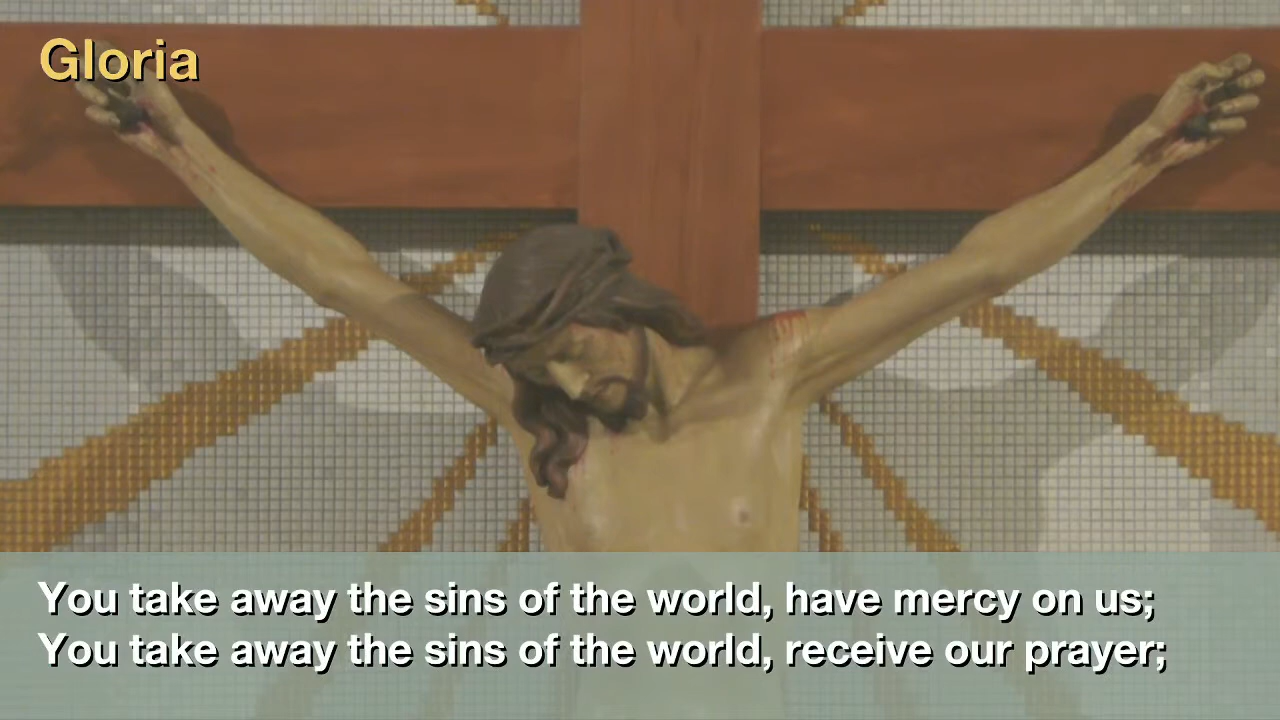 Gloria
You take away the sins of the world, have mercy on us;
You take away the sins of the world, receive our prayer;